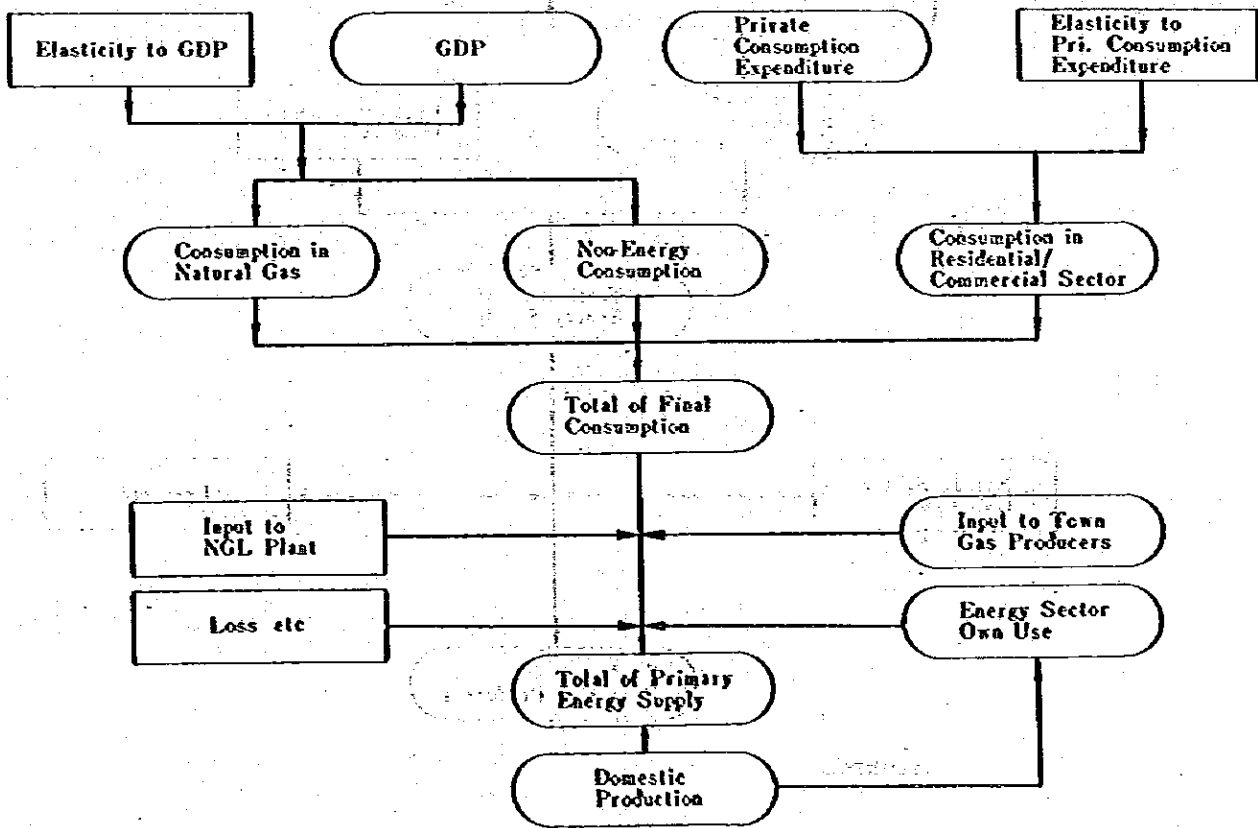 Elasticity to GDP
GDP
Private
Consumption
Expenditure
Elasticity to
Pri. Consumption
Expenditure
Consumption in
Natural Gas
Non-Energy
Consumption
Consumption in
Residential/
Commercial Sector
Total of Final
Consumption
Input to
NGL Plant
Input to Town
Gas Producers
Loss etc
Energy Sector
Own Use
Total of Primary
Energy Supply
Domestic
Production